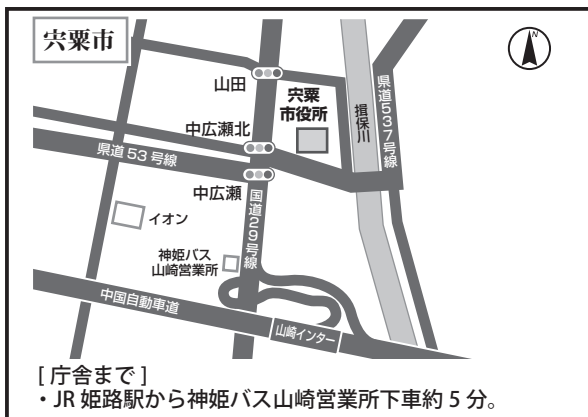 宍粟市
N
山田
宍粟
市役所
中広瀬北
揖保川
県道537号線
県道53号線
中広瀬
国道29号線
イオン
神姫バス
山崎営業所
中国自動車道
山崎インター
[庁舎まで]
・JR姫路駅から神姫バス山崎営業所下車約5分。